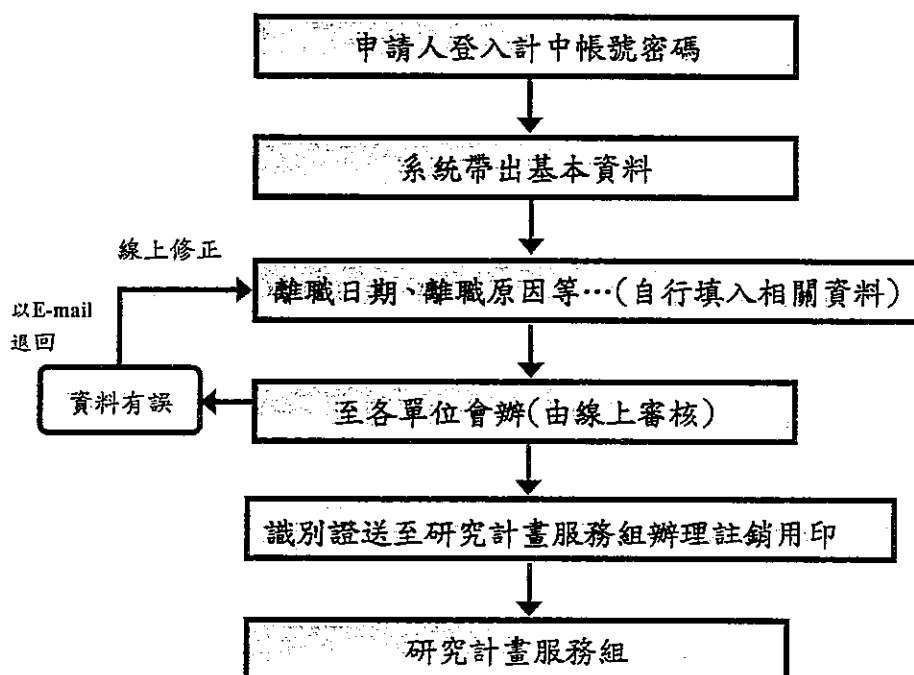 申請人登入計中帳號密碼
系統帶出基本資料
線上修正
離職日期、離職原因等…(自行填入相關資料)
以E-mail
退回
資料有誤
至各單位會辦(由線上審核)
識別證送至研究計畫服務組辦理註銷用印
研究計畫服務組